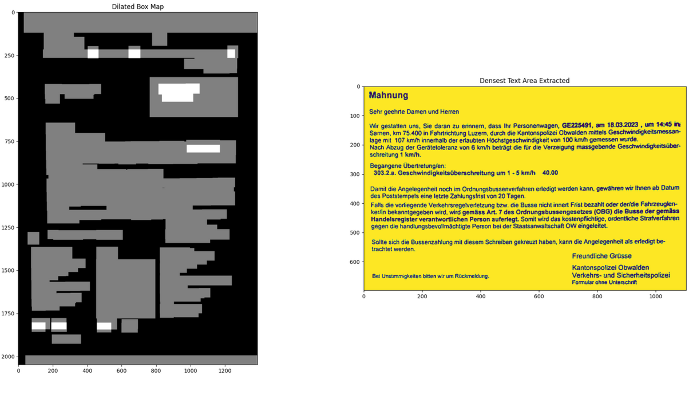 Dilated Box Map
0
250
500
750
1000
1250
1500
1750
2000
0 200 400 600 800 1000 1200
Densest Text Area Extracted
0
100
200
300
400
500
600
0 200 400 600 800 1000
Mahnung
Sehr geehrte Damen und Herren
Wir gestatten uns, Sie daran zu erinnern, dass Ihr Personenwagen, GE225491, am 18.03.2023 , um 14:45 in
Sarnen, km 75.400 in Fahrtrichtung Luzern, durch die Kantonspolizei Obwalden mittels Geschwindigkeitsmessan-
lage mit 107 km/h innerhalb der erlaubten Höchstgeschwindigkeit von 100 km/h gemessen wurde.
Nach Abzug der Gerätetoleranz von 6 km/h beträgt die für die Verzeigung massgebende Geschwindigkeitsüber-
schreitung 1 km/h.
Begangene Übertretung/en:
303.2.a. Geschwindigkeitsüberschreitung um 1 - 5 km/h 40.00
Damit die Angelegenheit noch im Ordnungsbussenverfahren erledigt werden kann, gewähren wir Ihnen ab Datum
des Poststempels eine letzte Zahlungsfrist von 20 Tagen.
Falls die vorliegende Verkehrsregelverletzung bzw. die Busse nicht innert Frist bezahlt oder der/die Fahrzeuglen-
ker/in bekanntgegeben wird, wird gemäss Art. 7 des Ordnungsbussengesetzes (OBG) die Busse der gemäss
Handelsregister verantwortlichen Person auferlegt. Somit wird das kostenpflichtige, ordentliche Strafverfahren
gegen die handlungsbevollmächtigte Person bei der Staatsanwaltschaft OW eingeleitet.
Sollte sich die Bussenzahlung mit diesem Schreiben gekreuzt haben, kann die Angelegenheit als erledigt be-
trachtet werden.
Freundliche Grüsse
Kantonspolizei Obwalden
Verkehrs- und Sicherheitspolizei
Bei Unstimmigkeiten bitten wir um Rückmeldung.
Formular ohne Unterschrift